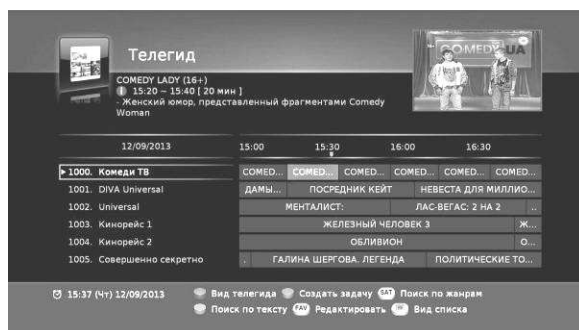 Телегид
COMEDY LADY (16+)
15:20 ~ 15:40 [ 20 мин ]
- Женский юмор, представленный фрагментами Comedy
Woman
COMEDY UA
12/09/2013 15:00 15:30 16:00 16:30
1000. Комеди ТВ COMED... COMED... COMED... COMED... COMED... COMED...
1001. DIVA Universal ДАМЫ... ПОСРЕДНИК КЕЙТ НЕВЕСТА ДЛЯ МИЛЛИО...
1002. Universal МЕНТАЛИСТ: ЛАС-ВЕГАС: 2 НА 2 ..
1003. Кинорейс 1 ЖЕЛЕЗНЫЙ ЧЕЛОВЕК 3 Ж...
1004. Кинорейс 2 ОБЛИВИОН О...
1005. Совершенно секретно . ГАЛИНА ШЕРГОВА. ЛЕГЕНДА ПОЛИТИЧЕСКИЕ ТО...
15:37 (Чт) 12/09/2013 Вид телегида Создать задачу SAT Поиск по жанрам
Поиск по тексту FAV Редактировать Вид списка